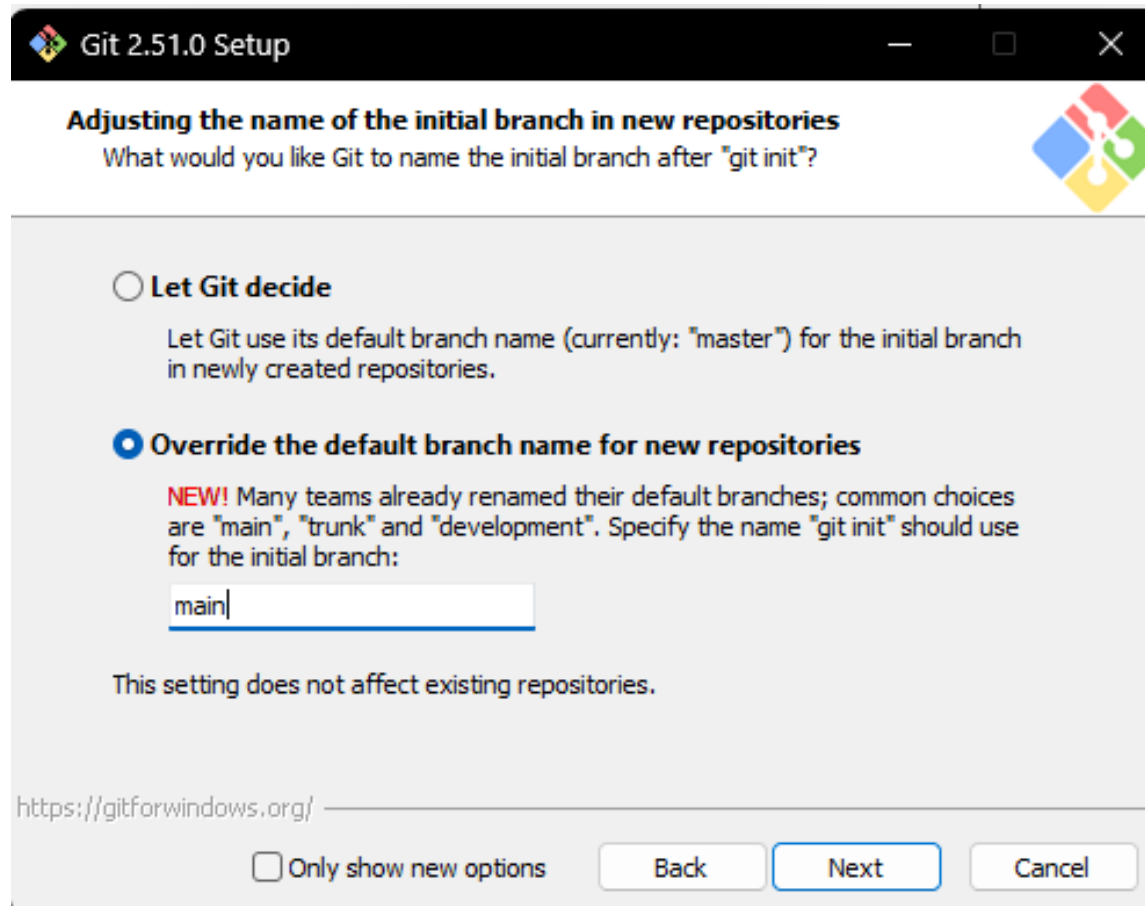 Git 2.51.0 Setup
Adjusting the name of the initial branch in new repositories
What would you like Git to name the initial branch after "git init"?
Let Git decide
Let Git use its default branch name (currently: "master") for the initial branch
in newly created repositories.
Override the default branch name for new repositories
NEW! Many teams already renamed their default branches; common choices
are "main", "trunk" and "development". Specify the name "git init" should use
for the initial branch:
main
This setting does not affect existing repositories.
https://gitforwindows.org/
Only show new options
Back
Next
Cancel